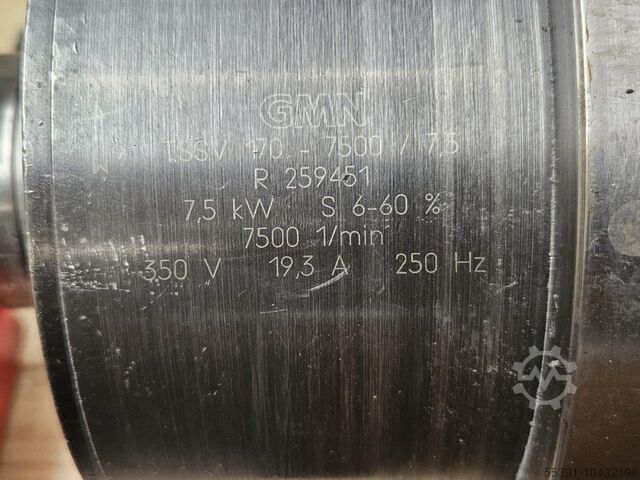 GMN
TSSV 170 - 7500 / 7,5
R 259451
7,5 kW S 6-60 %
7500 1/min
350 V 19,3 A 250 Hz
55391-10432196